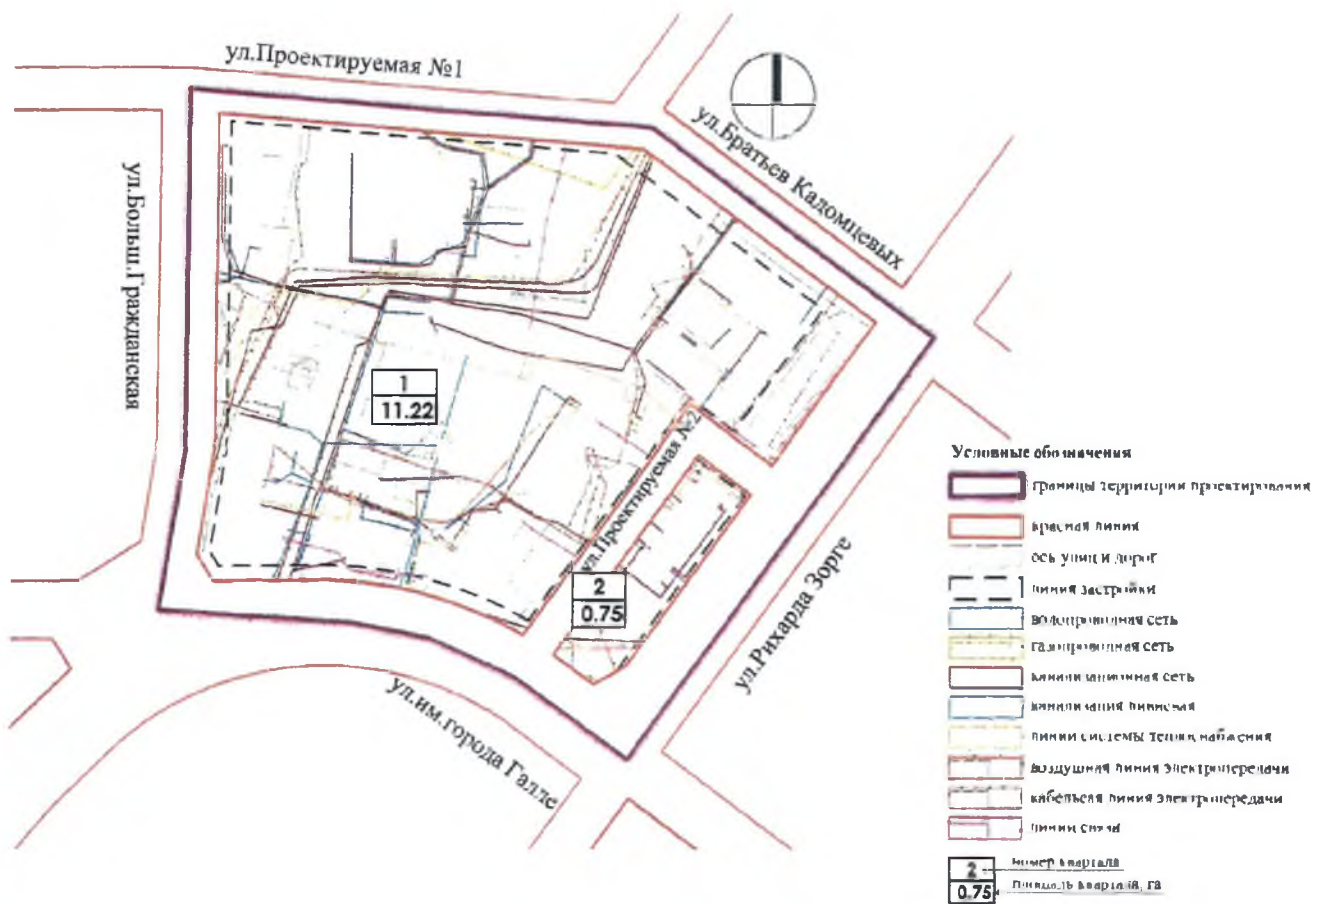 ул.Проектируемая №1
ул.Братьев Кадомцевых
ул.Больш.Гражданская
1
11.22
ул.Проектируемая №2
2
0.75
ул.Рихарда Зорге
ул.им.города Галле
Условные обозначения
границы территории проектирования
красная линия
ось улиц и дорог
линия застройки
водопроводная сеть
газопроводная сеть
канализационная сеть
канализация ливневая
линии системы теплоснабжения
воздушная линия электропередачи
кабельная линия электропередачи
линии связи
2
номер квартала
0.75
площадь квартала, га